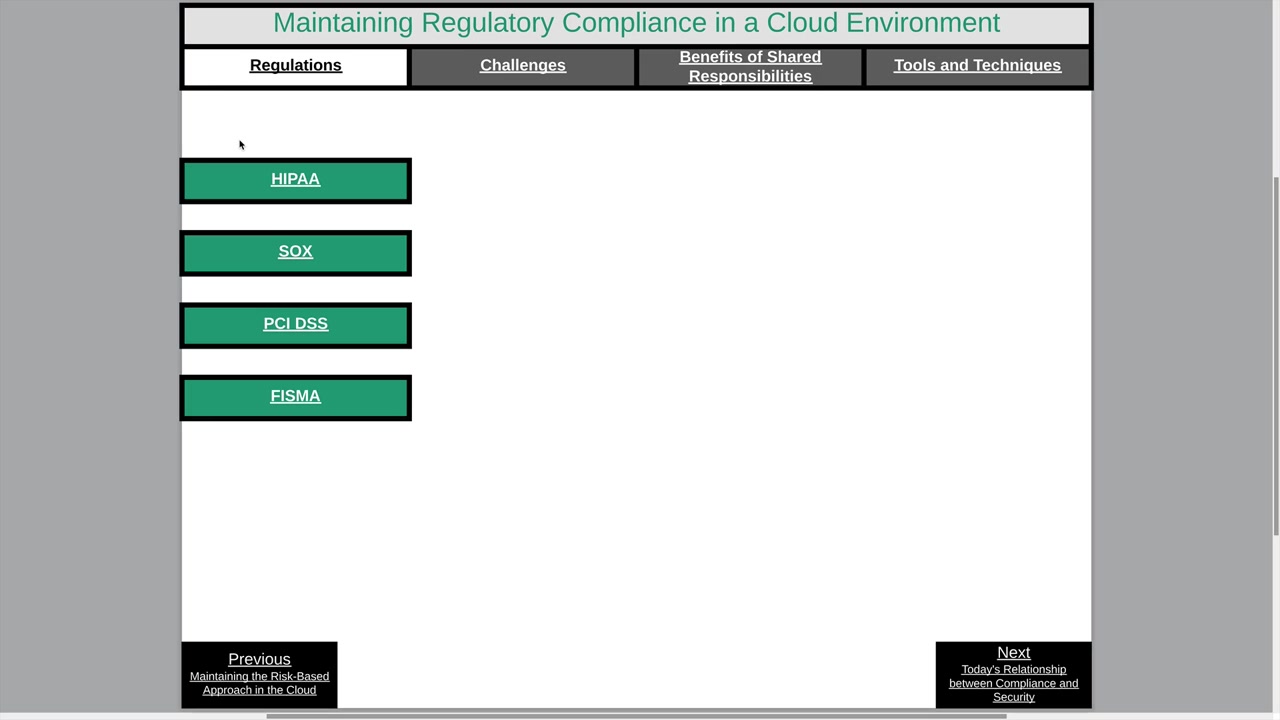 Maintaining Regulatory Compliance in a Cloud Environment
Regulations
Challenges
Benefits of Shared
Responsibilities
Tools and Techniques
HIPAA
SOX
PCI DSS
FISMA
Previous
Maintaining the Risk-Based
Approach in the Cloud
Next
Today's Relationship
between Compliance and
Security